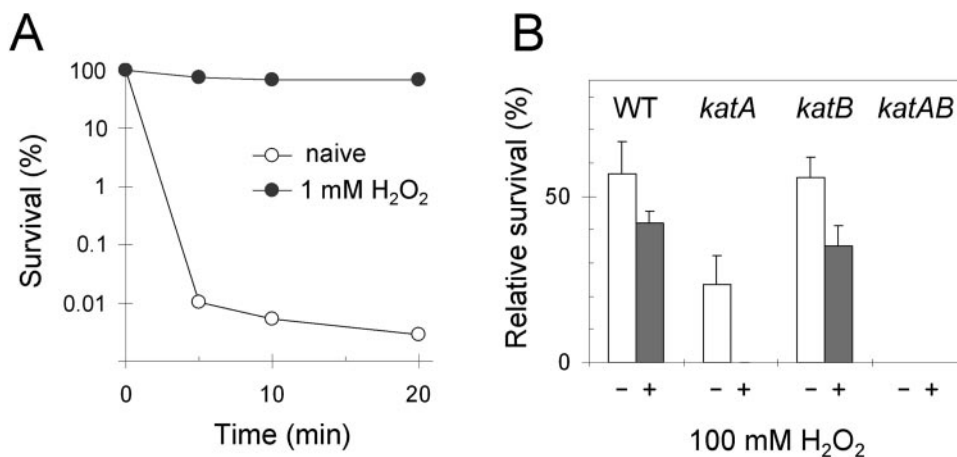 A
Survival (%)
100
10
1
0.1
0.01
naive
1 mM H₂O₂
0
10
20
Time (min)
B
Relative survival (%)
50
0
WT katA katB katAB
− + − + − + − +
100 mM H₂O₂